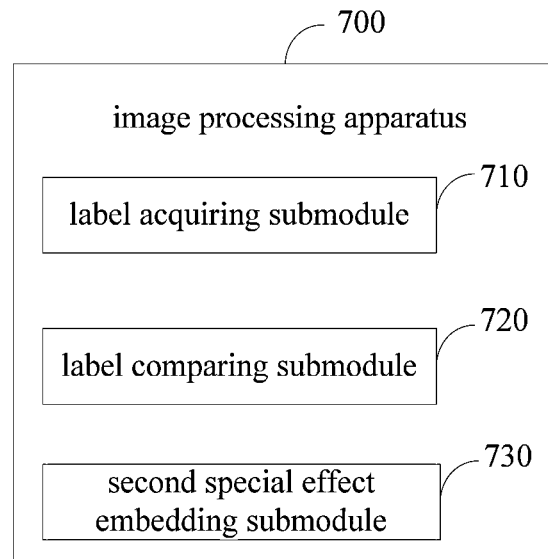 700
image processing apparatus
710
label acquiring submodule
720
label comparing submodule
730
second special effect
embedding submodule